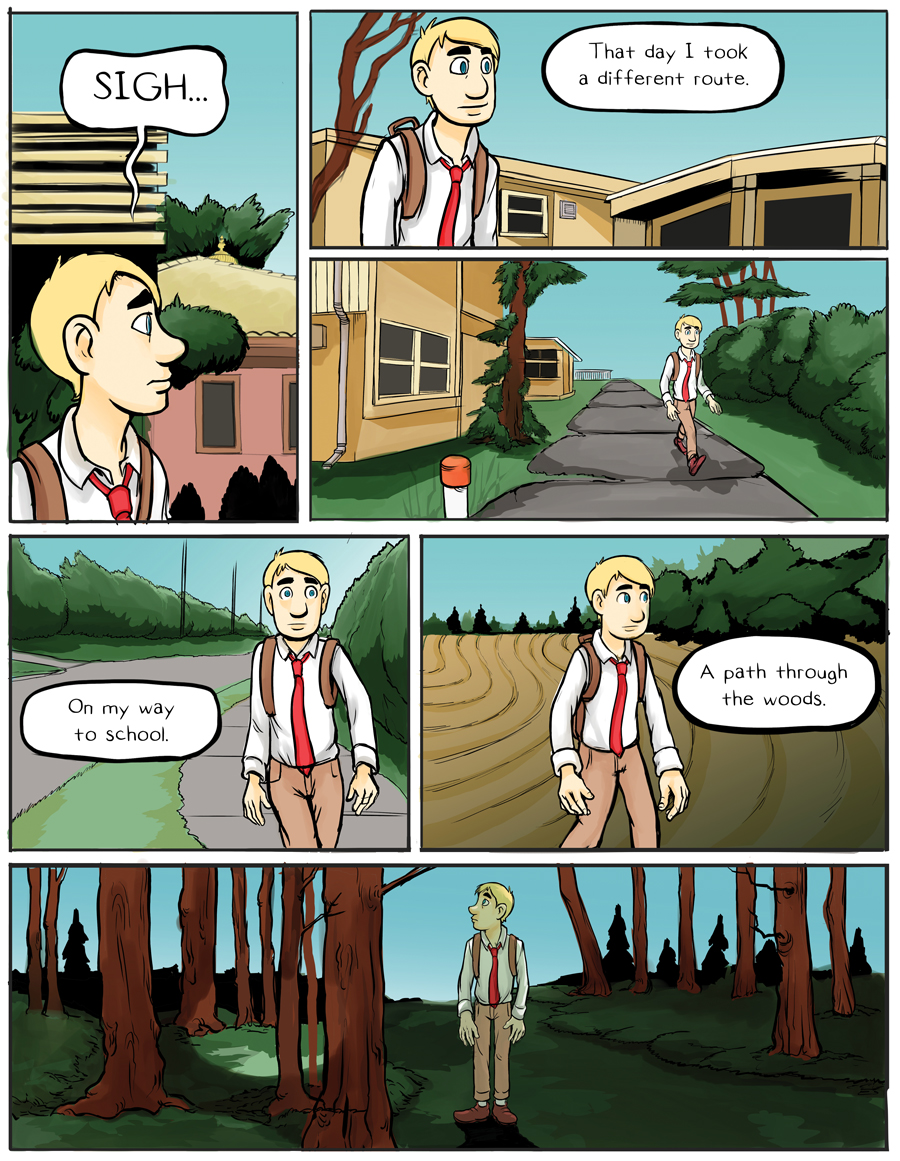 SIGH...
That day I took
a different route.
On my way
to school.
A path through
the woods.